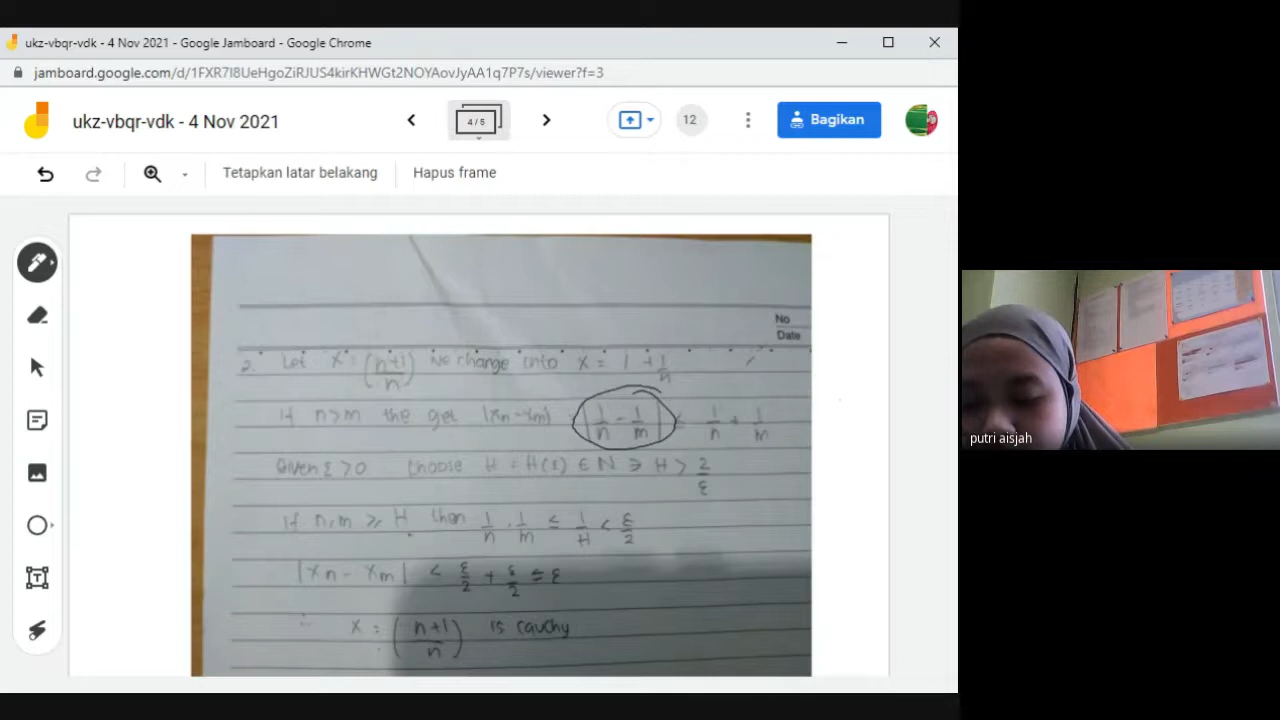 ukz-vbqr-vdk - 4 Nov 2021 - Google Jamboard - Google Chrome
jamboard.google.com/d/1FXR7I8UeHgoZiRJUS4kirKHWGt2NOYAovJyAA1q7P7s/viewer?f=3
ukz-vbqr-vdk - 4 Nov 2021
4 / 5
12
Bagikan
Tetapkan latar belakang
Hapus frame
No
Date
2. Let X = (n+1/n) we change into X = 1 + 1/n
If n>m the get |xn - xm| = |1/n - 1/m| ≤ 1/n + 1/m
Given ε > 0 choose H = H(ε) ∈ N ∋ H > 2/ε
If n,m ≥ H then 1/n , 1/m ≤ 1/H < ε/2
|xn - xm| < ε/2 + ε/2 = ε
∴ X = (n+1/n) is cauchy
putri aisjah